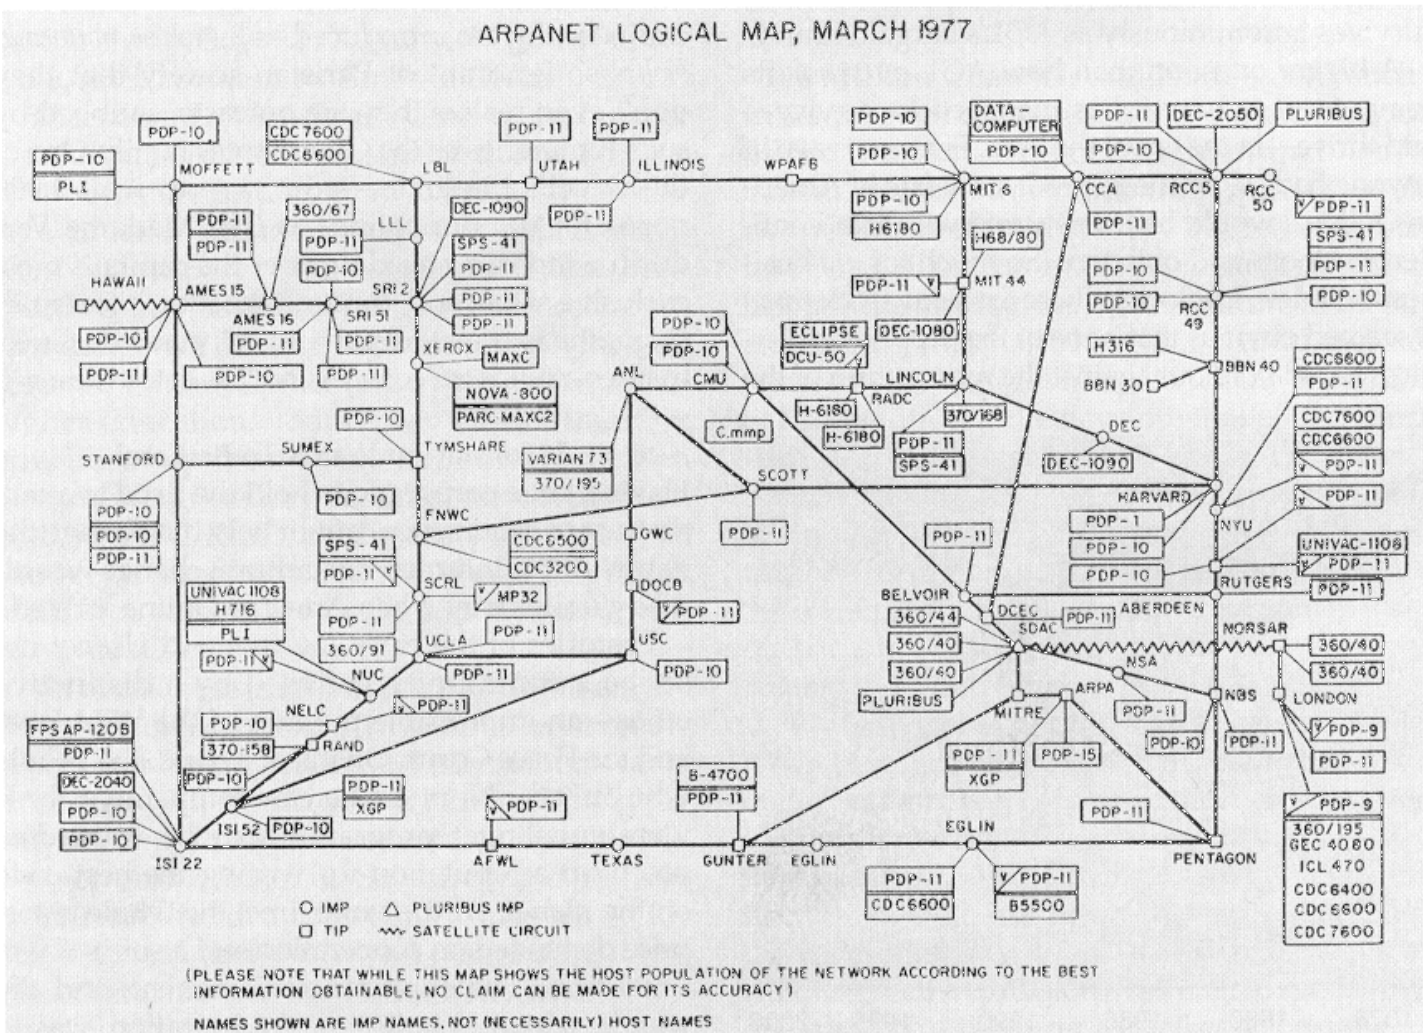 ARPANET LOGICAL MAP, MARCH 1977
PDP-10
CDC7600
CDC6600
PDP-11
PDP-11
PDP-10
PDP-10
DATA-
COMPUTER
PDP-10
PDP-11
PDP-10
DEC-2050
PLURIBUS
PDP-10
PLI
MOFFETT
LBL
UTAH
ILLINOIS
WPAFB
MIT 6
CCA
RCC 5
RCC
50
PDP-11
PDP-11
360/67
PDP-11
LLL
DEC-1090
SPS-41
PDP-11
PDP-11
PDP-11
PDP-11
PDP-10
H6180
H68/80
PDP-11
V PDP-11
SPS-41
PDP-11
PDP-10
PDP-10
PDP-10
HAWAII
AMES15
AMES16
PDP-10
SRI 51
SRI 2
PDP-11
V
MIT 44
DEC-1080
RCC
49
PDP-10
PDP-11
PDP-10
PDP-11
PDP-11
PDP-11
XEROX
MAXC
NOVA-800
PARC-MAXC2
PDP-10
PDP-10
CMU
C.mmp
ANL
ECLIPSE
DCU-50
RADC
H-6180
H-6180
LINCOLN
370/168
PDP-11
SPS-41
H316
BBN 30
BBN 40
CDC6600
PDP-11
CDC7600
CDC6600
V PDP-11
V PDP-11
DEC
DEC-1090
STANFORD
SUMEX
PDP-10
TYMSHARE
PDP-10
VARIAN 73
370/195
SCOTT
PDP-11
HARVARD
NYU
PDP-1
PDP-10
PDP-10
PDP-10
PDP-10
PDP-11
FNWC
CDC6500
CDC3200
GWC
PDP-11
UNIVAC-1108
V PDP-11
PDP-11
RUTGERS
SPS-41
PDP-11 V
SCRL
V MP32
PDP-11
360/91
DOCB
V PDP-11
BELVOIR
DCEC
PDP-11
ABERDEEN
UNIVAC 1108
H716
PLI
PDP-11 V
UCLA
PDP-11
PDP-11
USC
PDP-10
360/44
360/40
360/40
PLURIBUS
SDAC
NORSAR
360/40
360/40
NUC
PDP-11
NSA
PDP-11
NBS
PDP-10
PDP-11
LONDON
V PDP-9
PDP-11
NELC
PDP-10
370-158
RAND
PDP-10
MITRE
ARPA
PDP-11
XGP
PDP-15
FPS AP-120B
PDP-11
DEC-2040
PDP-10
PDP-10
ISI 22
ISI 52
PDP-10
PDP-11
XGP
V PDP-11
AFWL
TEXAS
B-4700
PDP-11
GUNTER
EGLIN
EGLIN
PDP-11
CDC6600
V PDP-11
B5500
PDP-11
PENTAGON
V PDP-9
360/195
GEC 4080
ICL 470
CDC6400
CDC6600
CDC7600
IMP
PLURIBUS IMP
TIP
SATELLITE CIRCUIT
(PLEASE NOTE THAT WHILE THIS MAP SHOWS THE HOST POPULATION OF THE NETWORK ACCORDING TO THE BEST
INFORMATION OBTAINABLE, NO CLAIM CAN BE MADE FOR ITS ACCURACY)
NAMES SHOWN ARE IMP NAMES, NOT (NECESSARILY) HOST NAMES